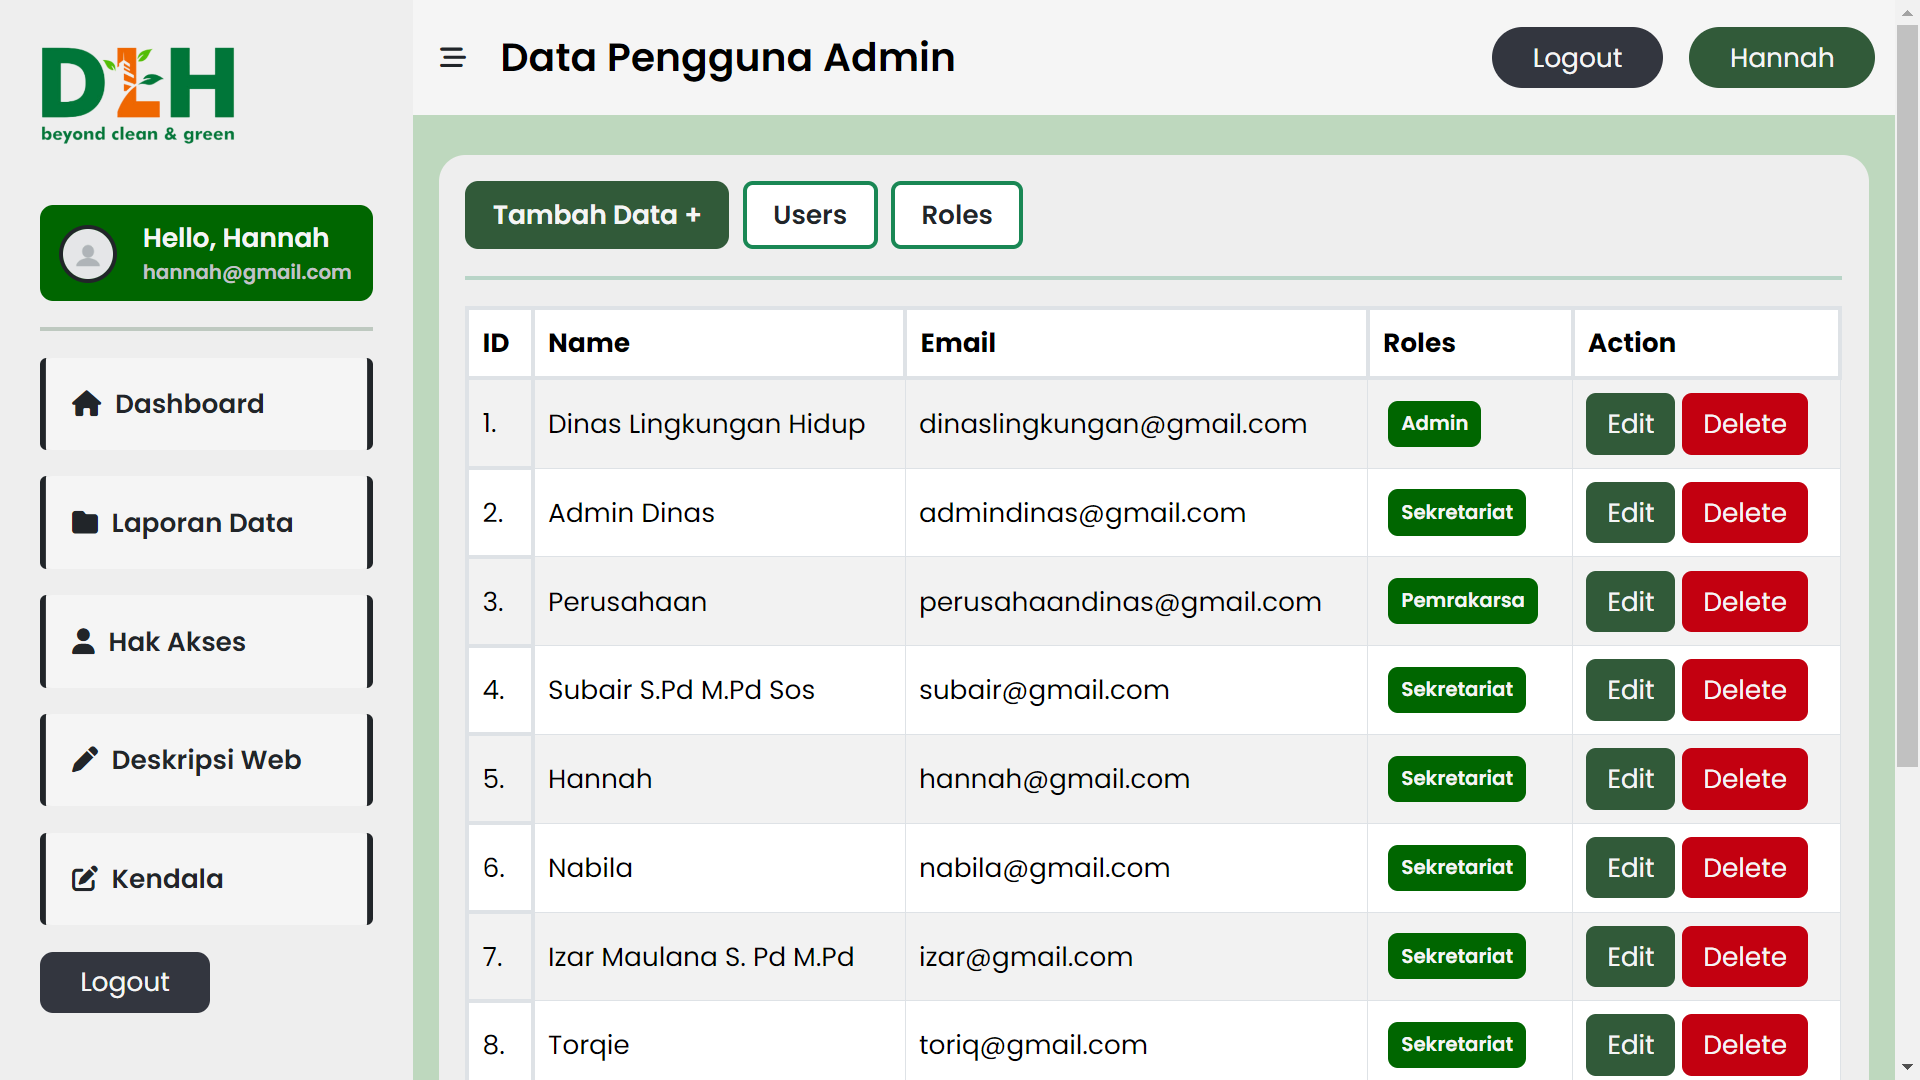 DLH
beyond clean & green
Hello, Hannah
hannah@gmail.com
Dashboard
Laporan Data
Hak Akses
Deskripsi Web
Kendala
Logout
Data Pengguna Admin
Logout
Hannah
Tambah Data +
Users
Roles
ID Name Email Roles Action
1. Dinas Lingkungan Hidup dinaslingkungan@gmail.com Admin Edit Delete
2. Admin Dinas admindinas@gmail.com Sekretariat Edit Delete
3. Perusahaan perusahaandinas@gmail.com Pemrakarsa Edit Delete
4. Subair S.Pd M.Pd Sos subair@gmail.com Sekretariat Edit Delete
5. Hannah hannah@gmail.com Sekretariat Edit Delete
6. Nabila nabila@gmail.com Sekretariat Edit Delete
7. Izar Maulana S. Pd M.Pd izar@gmail.com Sekretariat Edit Delete
8. Torqie toriq@gmail.com Sekretariat Edit Delete